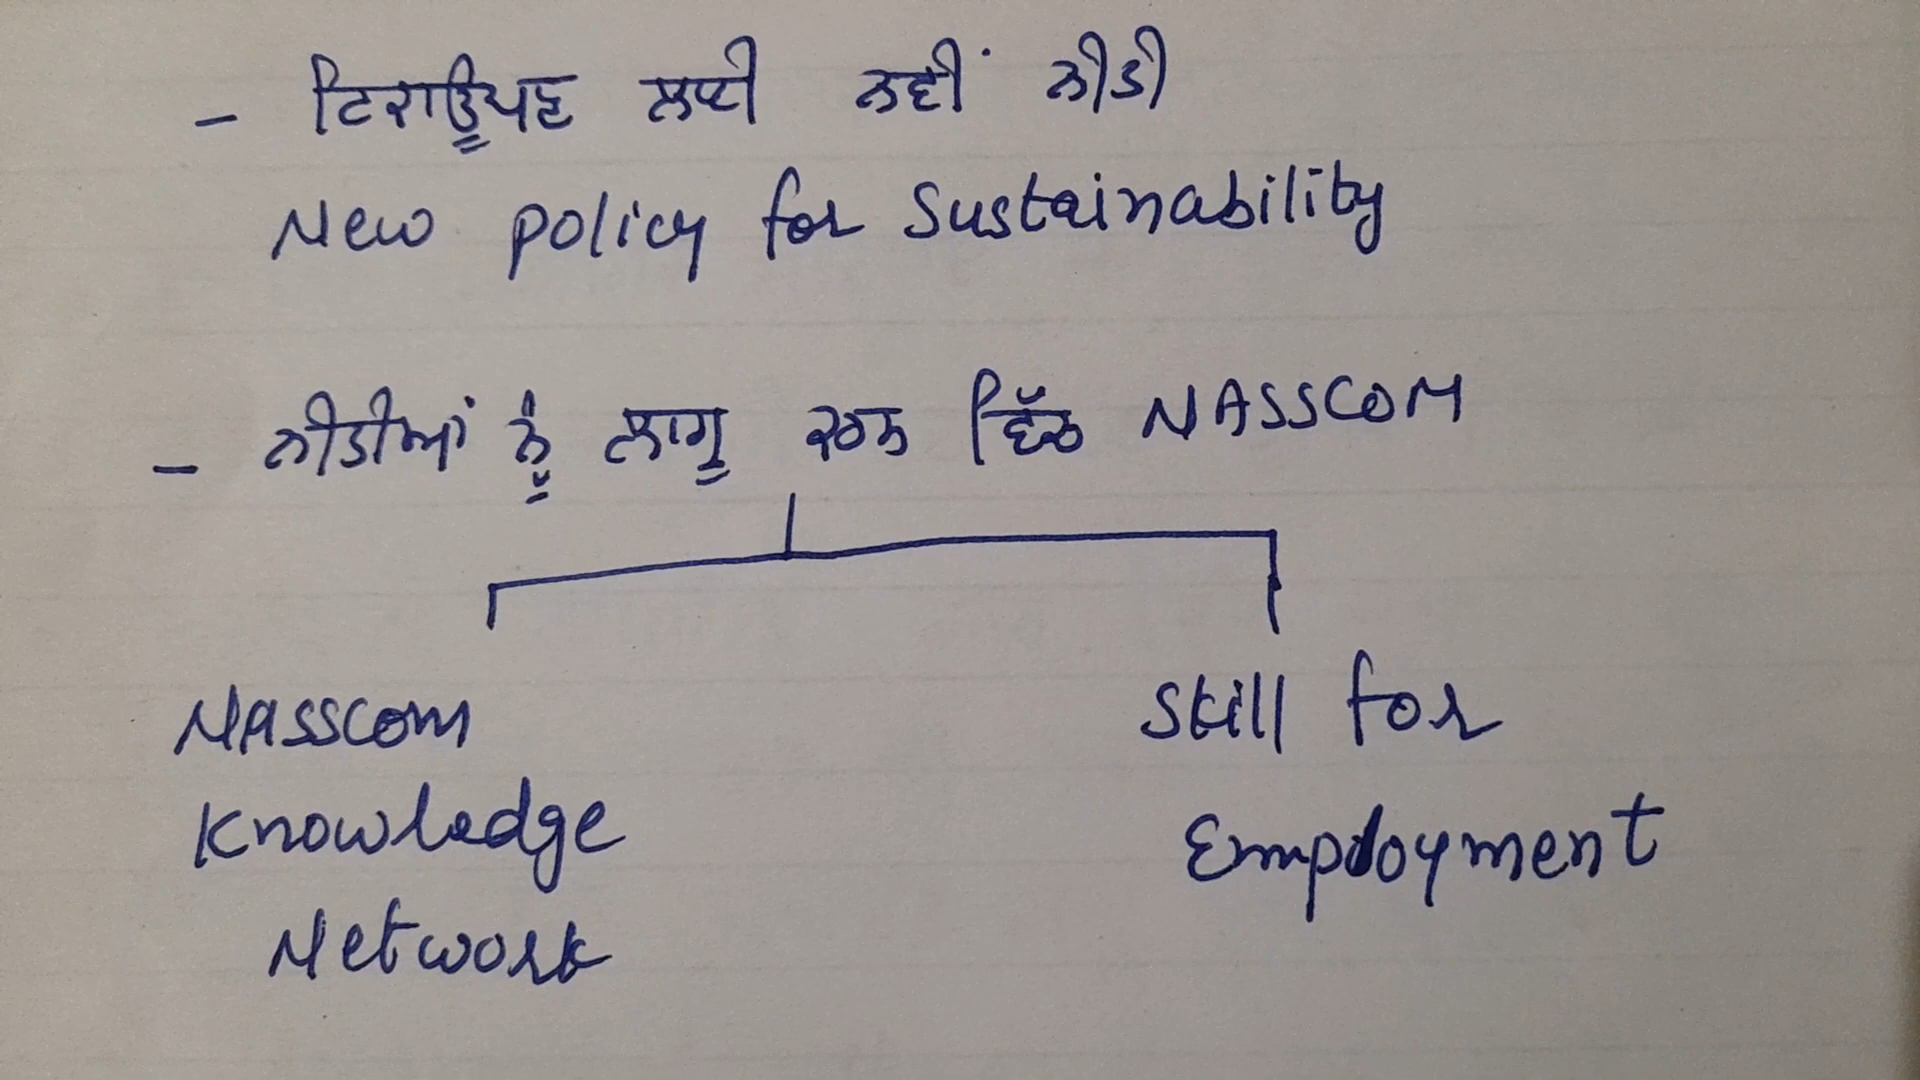 - ਟਿਕਾਊਪਣ ਲਈ ਨਵੀਂ ਨੀਤੀ
New policy for Sustainability
- ਨੀਤੀਆਂ ਨੂੰ ਲਾਗੂ ਕਰਨ ਵਿੱਚ NASSCOM
Nasscom Skill for
Knowledge Employment
Network